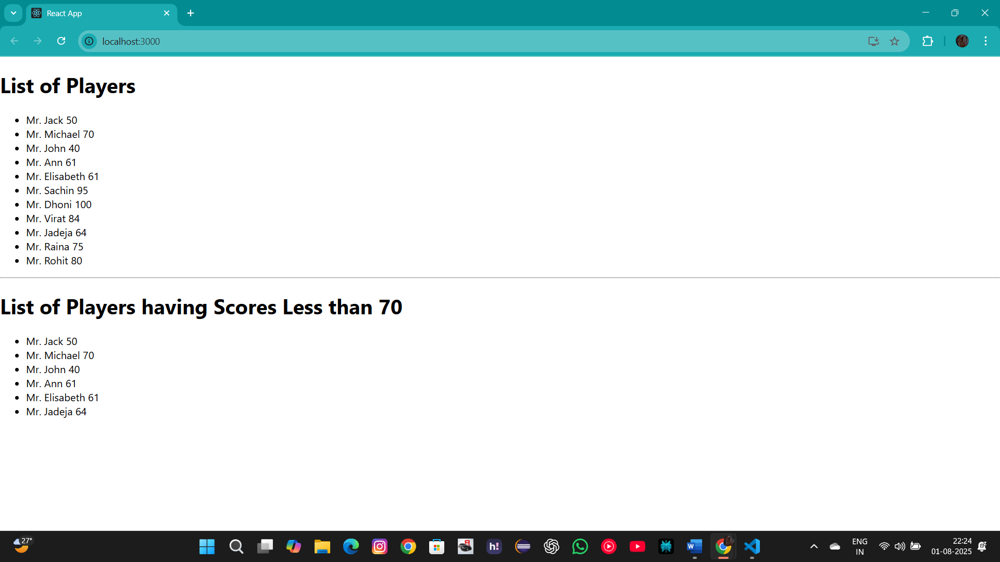 React App
localhost:3000
List of Players
Mr. Jack 50
Mr. Michael 70
Mr. John 40
Mr. Ann 61
Mr. Elisabeth 61
Mr. Sachin 95
Mr. Dhoni 100
Mr. Virat 84
Mr. Jadeja 64
Mr. Raina 75
Mr. Rohit 80
List of Players having Scores Less than 70
Mr. Jack 50
Mr. Michael 70
Mr. John 40
Mr. Ann 61
Mr. Elisabeth 61
Mr. Jadeja 64
27°
h!
W
ENG
IN
22:24
01-08-2025